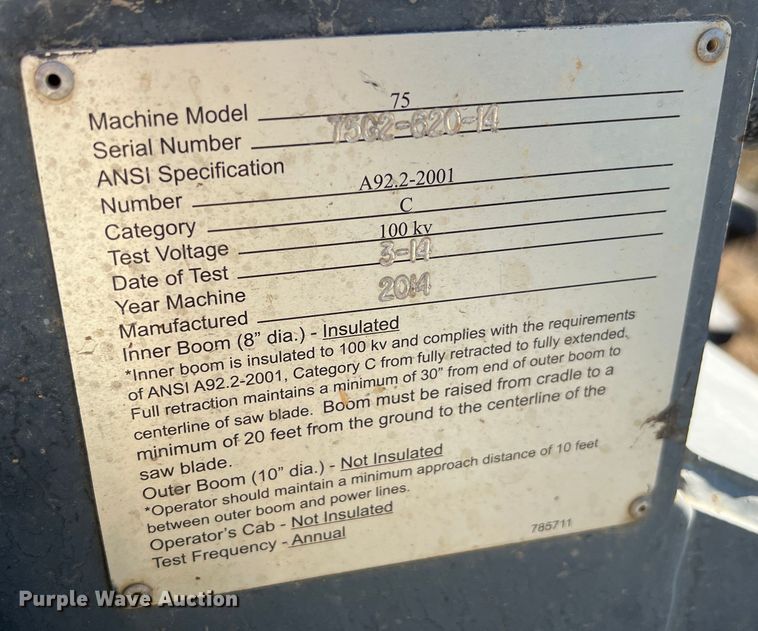 Machine Model 75
Serial Number 75G2-620-14
ANSI Specification
Number A92.2-2001
Category C
Test Voltage 100 kv
Date of Test 3-14
Year Machine
Manufactured 2014
Inner Boom (8" dia.) - Insulated
*Inner boom is insulated to 100 kv and complies with the requirements
of ANSI A92.2-2001, Category C from fully retracted to fully extended.
Full retraction maintains a minimum of 30" from end of outer boom to
centerline of saw blade. Boom must be raised from cradle to a
minimum of 20 feet from the ground to the centerline of the
saw blade.
Outer Boom (10" dia.) - Not Insulated
*Operator should maintain a minimum approach distance of 10 feet
between outer boom and power lines.
Operator's Cab - Not Insulated
Test Frequency - Annual
785711
Purple Wave Auction